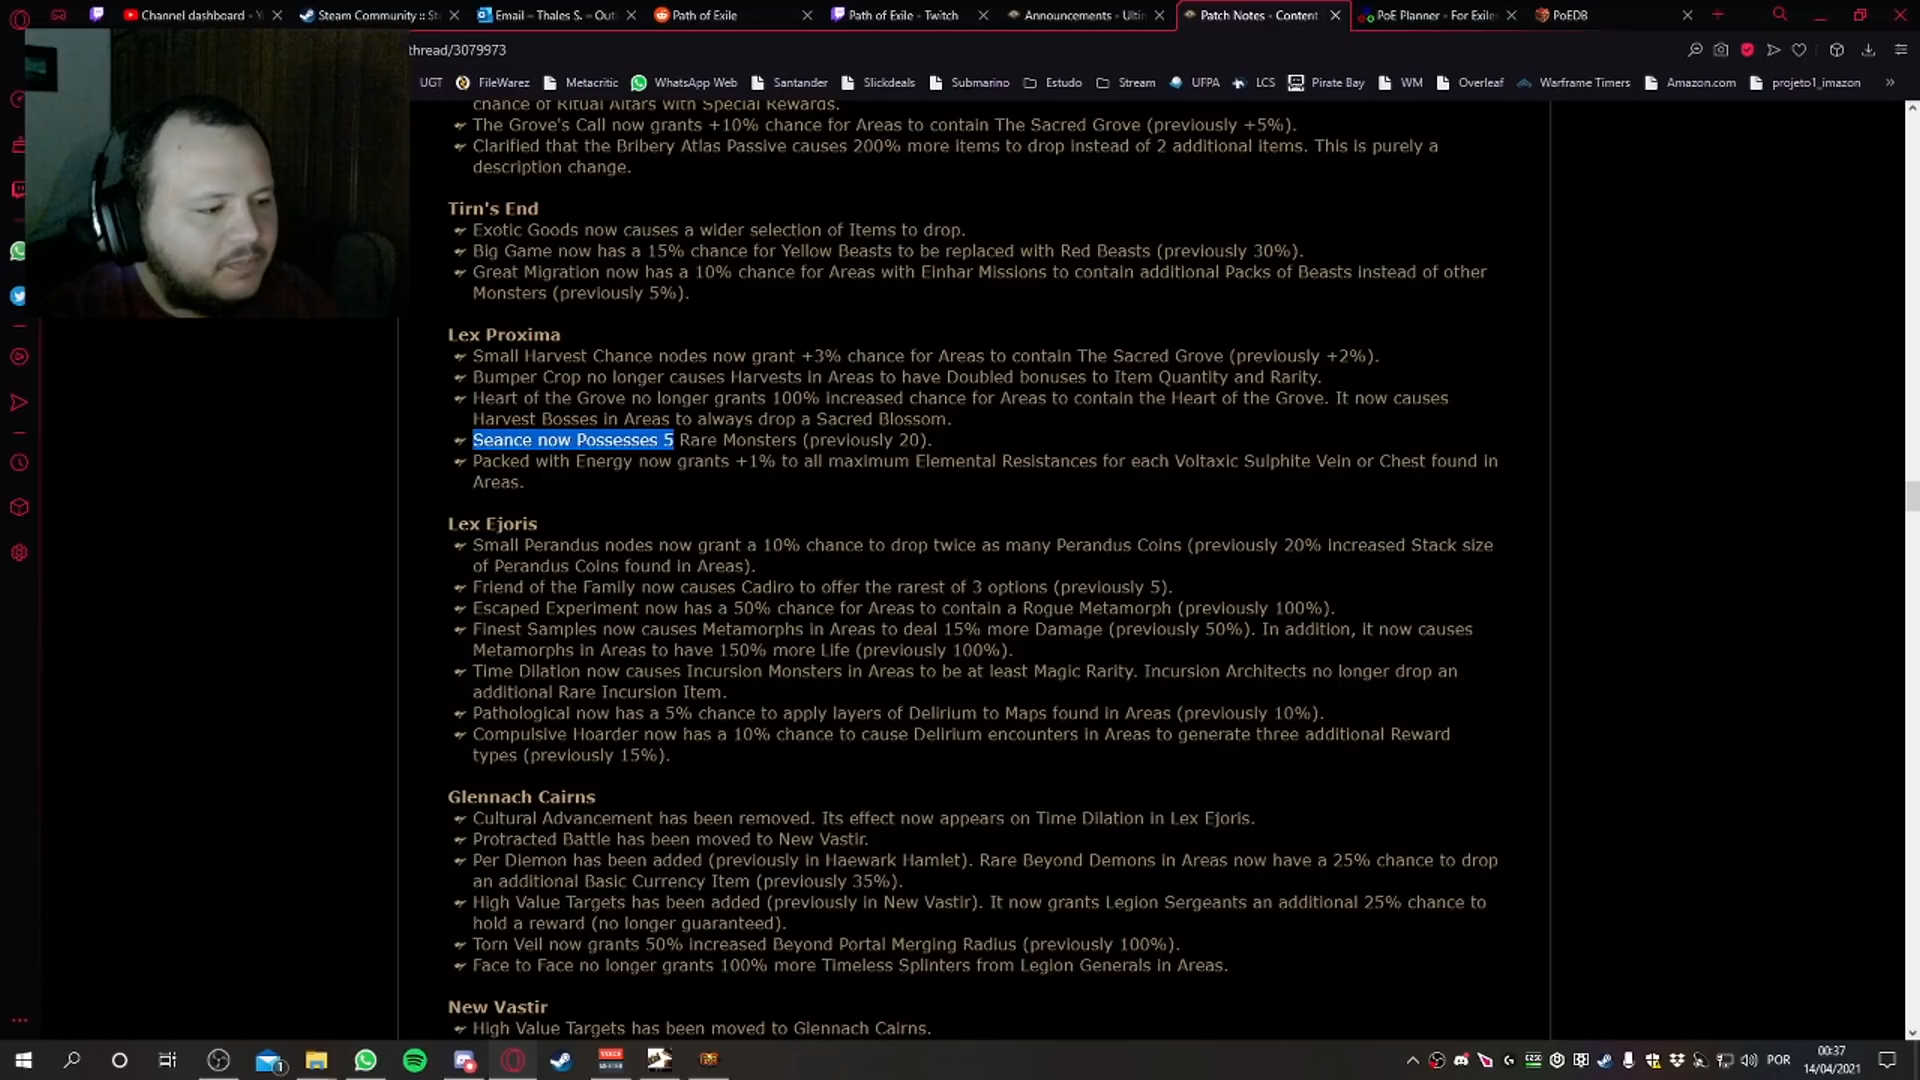 Channel dashboard - Y
Steam Community :: St
Email – Thales S. – Out
Path of Exile
Path of Exile - Twitch
Announcements - Ultin
Patch Notes - Content
PoE Planner - For Exile
PoEDB
thread/3079973
UGT FileWarez Metacritic WhatsApp Web Santander Slickdeals Submarino Estudo Stream UFPA LCS Pirate Bay WM Overleaf Warframe Timers Amazon.com projeto1_imazon »
chance of Ritual Altars with Special Rewards.
The Grove's Call now grants +10% chance for Areas to contain The Sacred Grove (previously +5%).
Clarified that the Bribery Atlas Passive causes 200% more items to drop instead of 2 additional items. This is purely a
description change.
Tirn's End
Exotic Goods now causes a wider selection of Items to drop.
Big Game now has a 15% chance for Yellow Beasts to be replaced with Red Beasts (previously 30%).
Great Migration now has a 10% chance for Areas with Einhar Missions to contain additional Packs of Beasts instead of other
Monsters (previously 5%).
Lex Proxima
Small Harvest Chance nodes now grant +3% chance for Areas to contain The Sacred Grove (previously +2%).
Bumper Crop no longer causes Harvests in Areas to have Doubled bonuses to Item Quantity and Rarity.
Heart of the Grove no longer grants 100% increased chance for Areas to contain the Heart of the Grove. It now causes
Harvest Bosses in Areas to always drop a Sacred Blossom.
Seance now Possesses 5 Rare Monsters (previously 20).
Packed with Energy now grants +1% to all maximum Elemental Resistances for each Voltaxic Sulphite Vein or Chest found in
Areas.
Lex Ejoris
Small Perandus nodes now grant a 10% chance to drop twice as many Perandus Coins (previously 20% increased Stack size
of Perandus Coins found in Areas).
Friend of the Family now causes Cadiro to offer the rarest of 3 options (previously 5).
Escaped Experiment now has a 50% chance for Areas to contain a Rogue Metamorph (previously 100%).
Finest Samples now causes Metamorphs in Areas to deal 15% more Damage (previously 50%). In addition, it now causes
Metamorphs in Areas to have 150% more Life (previously 100%).
Time Dilation now causes Incursion Monsters in Areas to be at least Magic Rarity. Incursion Architects no longer drop an
additional Rare Incursion Item.
Pathological now has a 5% chance to apply layers of Delirium to Maps found in Areas (previously 10%).
Compulsive Hoarder now has a 10% chance to cause Delirium encounters in Areas to generate three additional Reward
types (previously 15%).
Glennach Cairns
Cultural Advancement has been removed. Its effect now appears on Time Dilation in Lex Ejoris.
Protracted Battle has been moved to New Vastir.
Per Diemon has been added (previously in Haewark Hamlet). Rare Beyond Demons in Areas now have a 25% chance to drop
an additional Basic Currency Item (previously 35%).
High Value Targets has been added (previously in New Vastir). It now grants Legion Sergeants an additional 25% chance to
hold a reward (no longer guaranteed).
Torn Veil now grants 50% increased Beyond Portal Merging Radius (previously 100%).
Face to Face no longer grants 100% more Timeless Splinters from Legion Generals in Areas.
New Vastir
High Value Targets has been moved to Glennach Cairns.
POR
00:37
14/04/2021